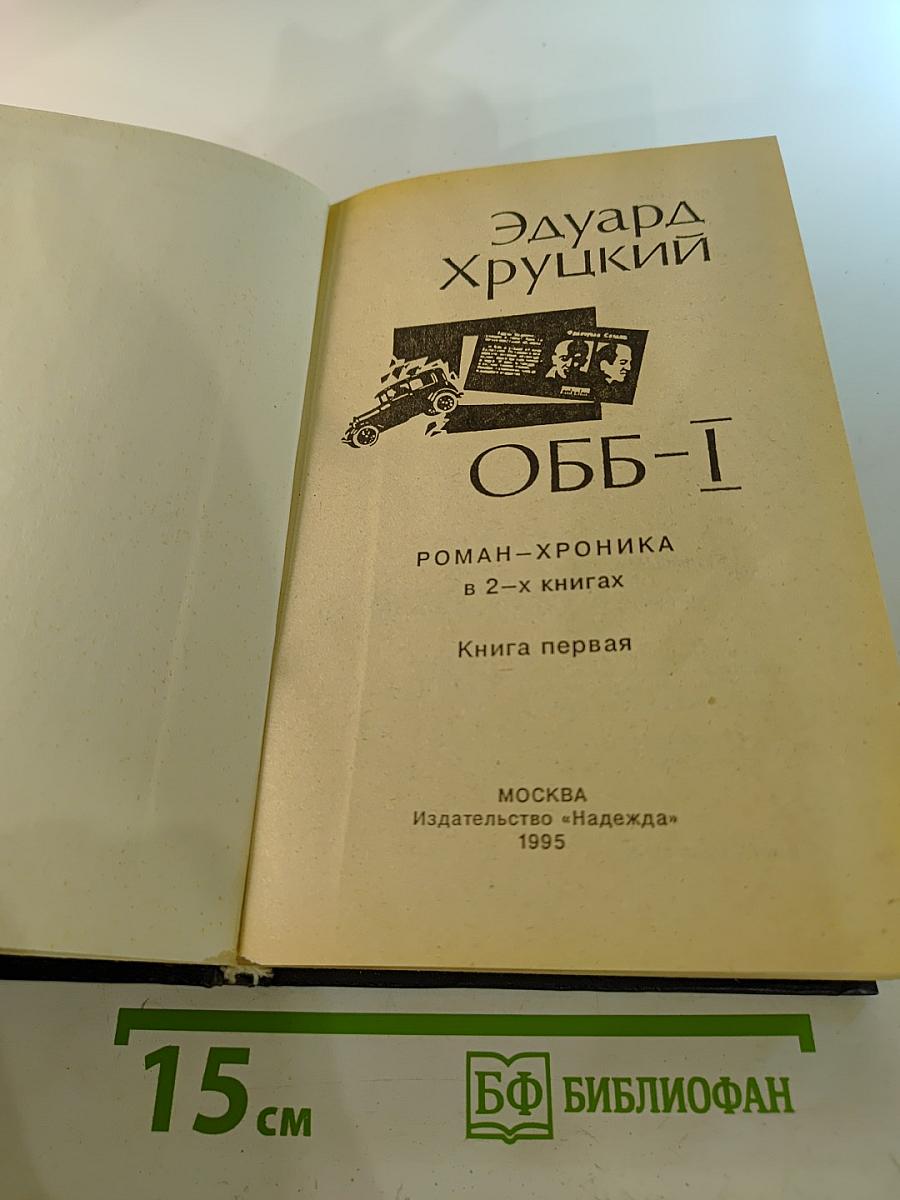 Эдуард
Хруцкий
ОББ-I
РОМАН-ХРОНИКА
в 2-х книгах
Книга первая
МОСКВА
Издательство «Надежда»
1995
15 см
БФ БИБЛИОФАН